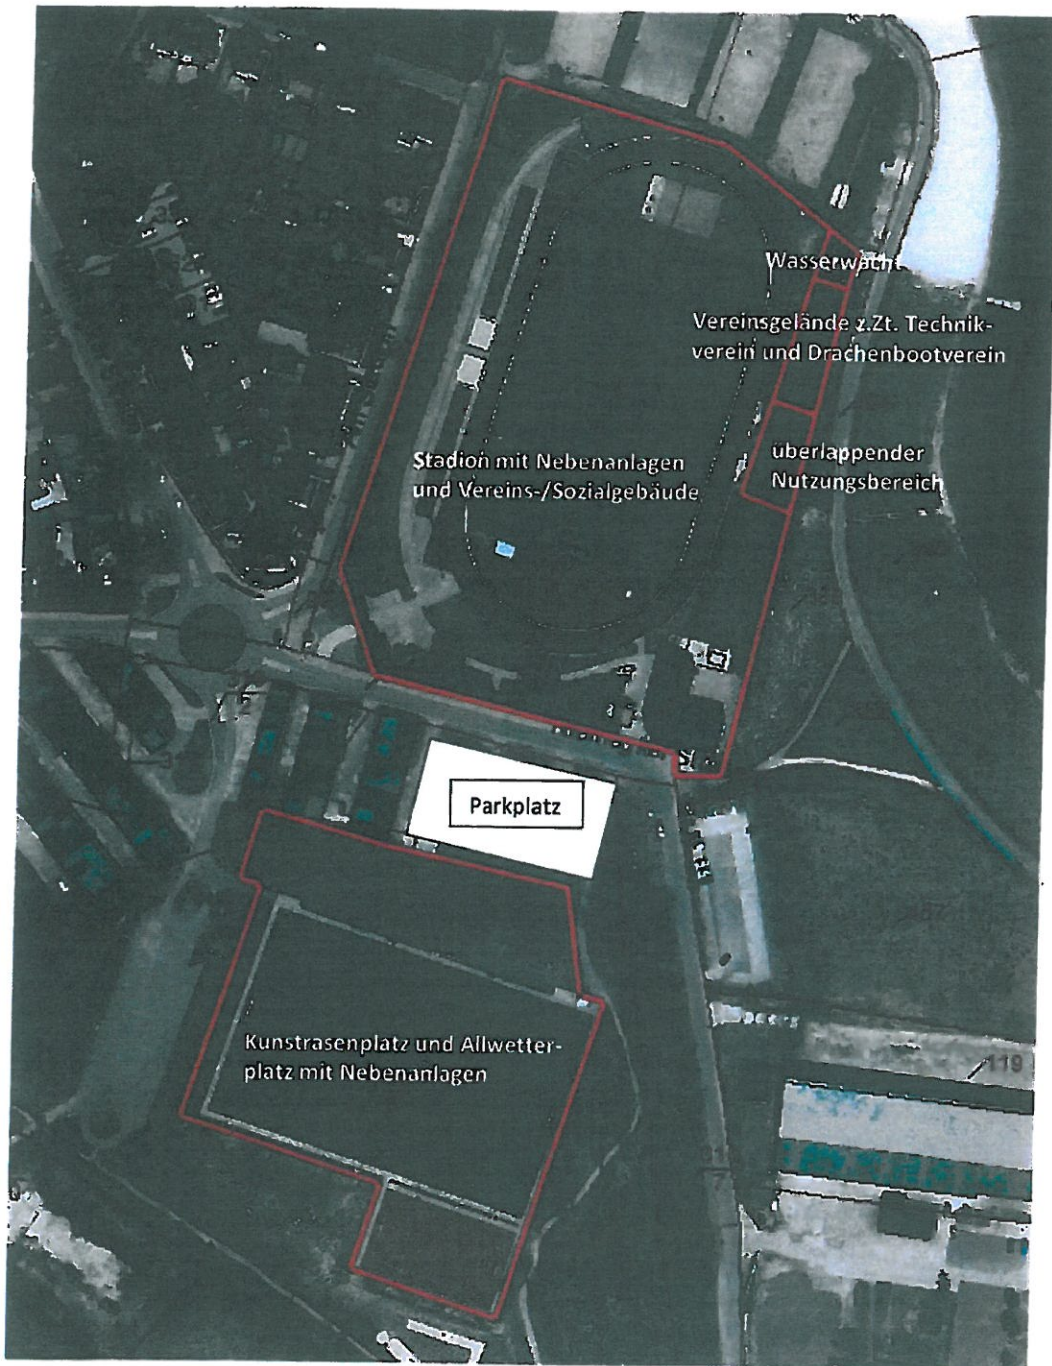 Wasserwacht
Vereinsgelände z.Zt. Technik-
verein und Drachenbootverein
überlappender
Nutzungsbereich
Stadion mit Nebenanlagen
und Vereins-/Sozialgebäude
Parkplatz
Kunstrasenplatz und Allwetter-
platz mit Nebenanlagen
119